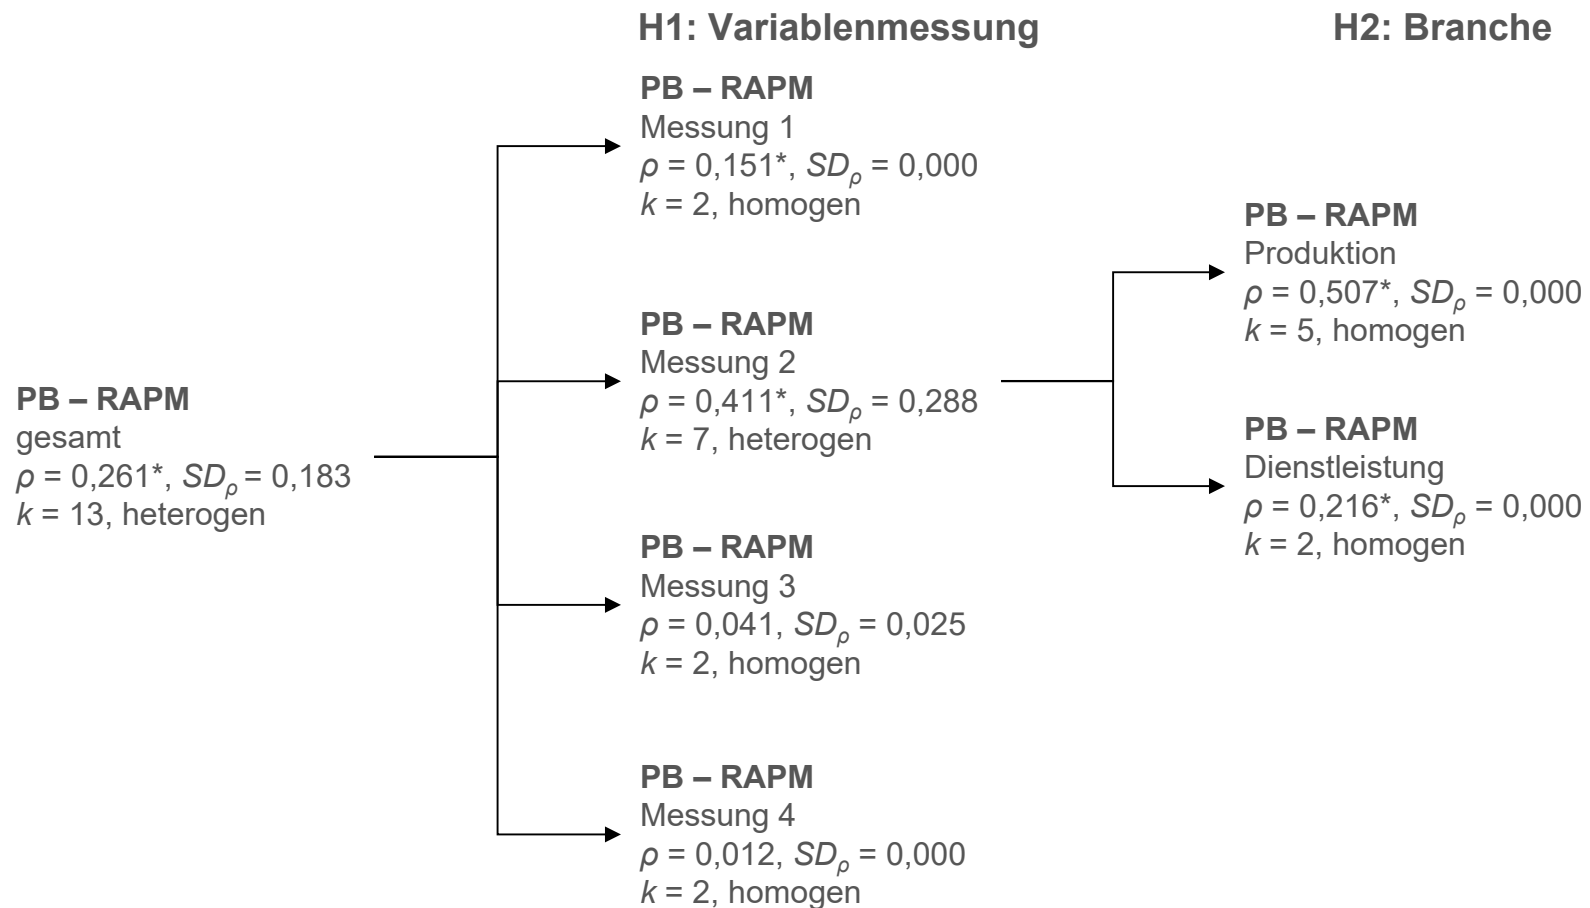 H1: Variablenmessung
H2: Branche
PB – RAPM
gesamt
ρ = 0,261*, SDρ = 0,183
k = 13, heterogen
PB – RAPM
Messung 1
ρ = 0,151*, SDρ = 0,000
k = 2, homogen
PB – RAPM
Messung 2
ρ = 0,411*, SDρ = 0,288
k = 7, heterogen
PB – RAPM
Messung 3
ρ = 0,041, SDρ = 0,025
k = 2, homogen
PB – RAPM
Messung 4
ρ = 0,012, SDρ = 0,000
k = 2, homogen
PB – RAPM
Produktion
ρ = 0,507*, SDρ = 0,000
k = 5, homogen
PB – RAPM
Dienstleistung
ρ = 0,216*, SDρ = 0,000
k = 2, homogen